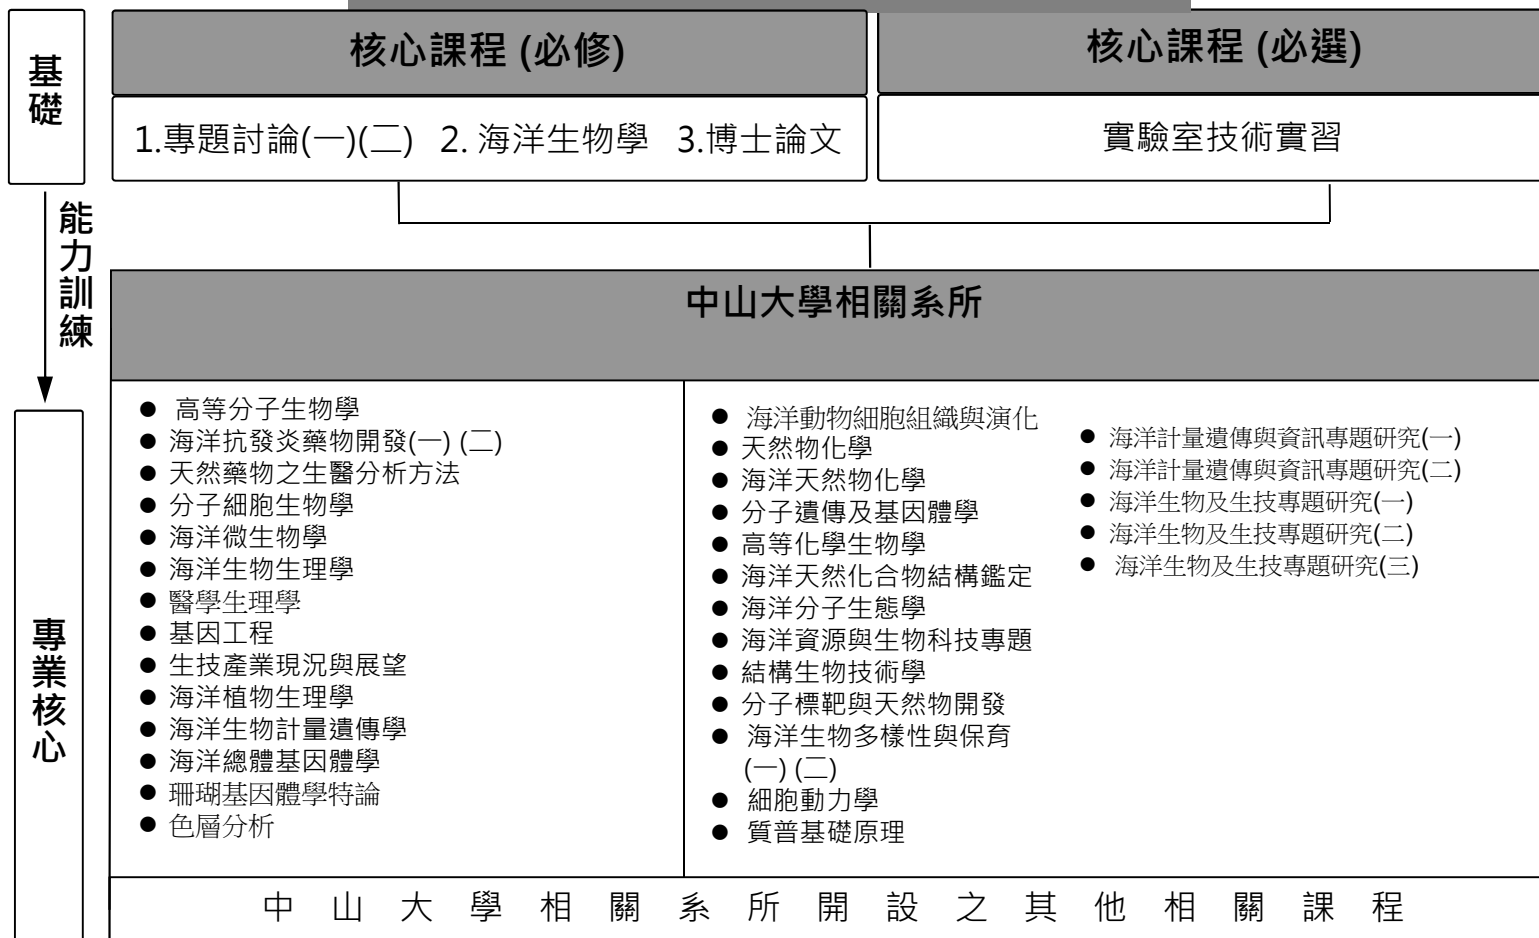 基礎
核心課程 (必修)
核心課程 (必選)
1.專題討論(一)(二) 2. 海洋生物學 3.博士論文
實驗室技術實習
能力訓練
中山大學相關系所
專業核心
● 高等分子生物學
● 海洋抗發炎藥物開發(一) (二)
● 天然藥物之生醫分析方法
● 分子細胞生物學
● 海洋微生物學
● 海洋生物生理學
● 醫學生理學
● 基因工程
● 生技產業現況與展望
● 海洋植物生理學
● 海洋生物計量遺傳學
● 海洋總體基因體學
● 珊瑚基因體學特論
● 色層分析
● 海洋動物細胞組織與演化
● 天然物化學
● 海洋天然物化學
● 分子遺傳及基因體學
● 高等化學生物學
● 海洋天然化合物結構鑑定
● 海洋分子生態學
● 海洋資源與生物科技專題
● 結構生物技術學
● 分子標靶與天然物開發
● 海洋生物多樣性與保育
(一) (二)
● 細胞動力學
● 質普基礎原理
● 海洋計量遺傳與資訊專題研究(一)
● 海洋計量遺傳與資訊專題研究(二)
● 海洋生物及生技專題研究(一)
● 海洋生物及生技專題研究(二)
● 海洋生物及生技專題研究(三)
中山大學相關系所開設之其他相關課程